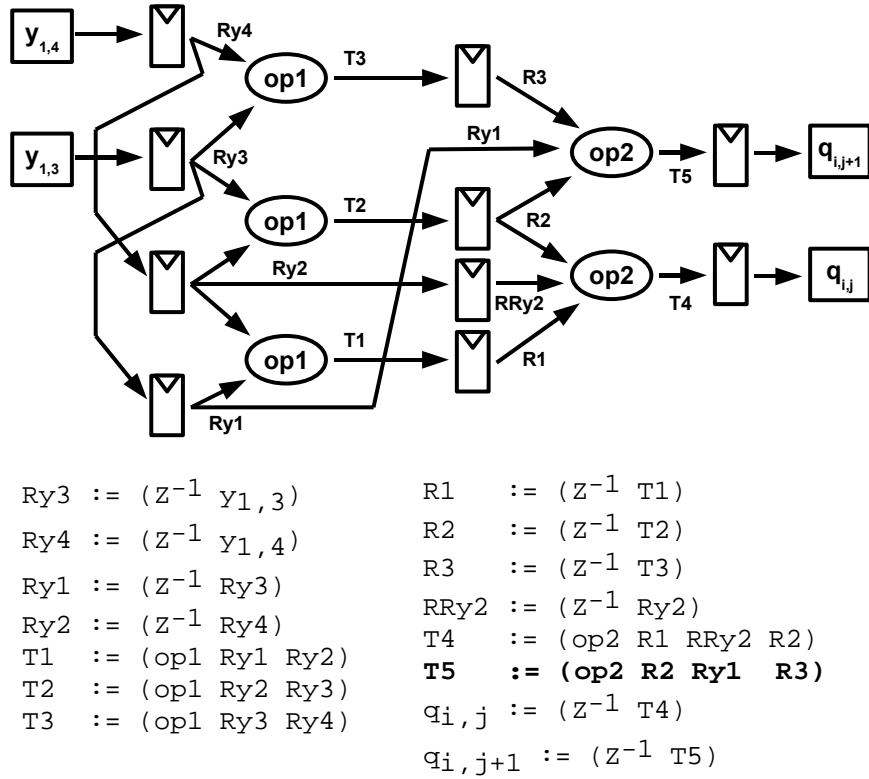 y1,4
Ry4
op1
T3
R3
y1,3
Ry3
Ry1
op2
T5
qi,j+1
op1
T2
R2
Ry2
RRy2
op2
T4
qi,j
op1
T1
R1
Ry1
Ry3 := (Z-1 y1,3)
Ry4 := (Z-1 y1,4)
Ry1 := (Z-1 Ry3)
Ry2 := (Z-1 Ry4)
T1 := (op1 Ry1 Ry2)
T2 := (op1 Ry2 Ry3)
T3 := (op1 Ry3 Ry4)
R1 := (Z-1 T1)
R2 := (Z-1 T2)
R3 := (Z-1 T3)
RRy2 := (Z-1 Ry2)
T4 := (op2 R1 RRy2 R2)
T5 := (op2 R2 Ry1 R3)
qi,j := (Z-1 T4)
qi,j+1 := (Z-1 T5)